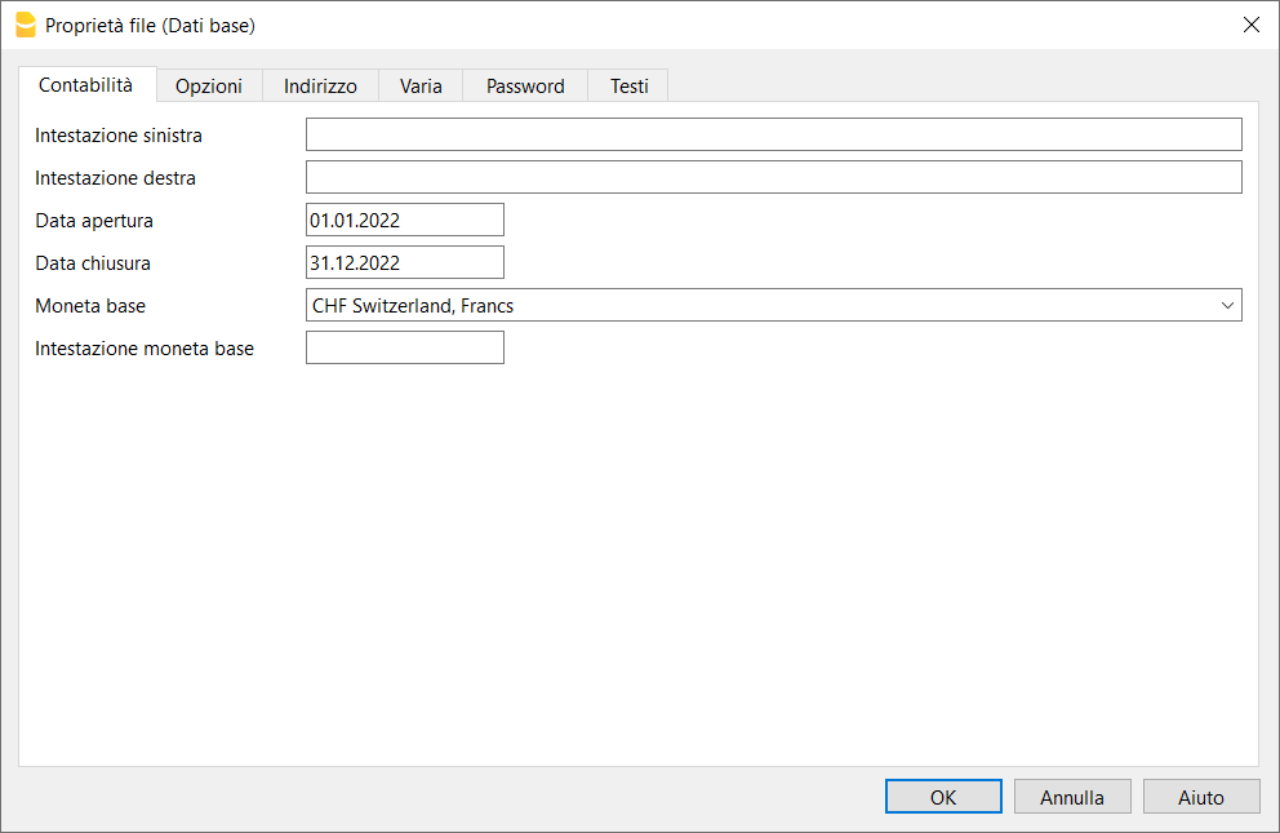 Proprietà file (Dati base)
Contabilità Opzioni Indirizzo Varia Password Testi
Intestazione sinistra
Intestazione destra
Data apertura 01.01.2022
Data chiusura 31.12.2022
Moneta base CHF Switzerland, Francs
Intestazione moneta base
OK Annulla Aiuto